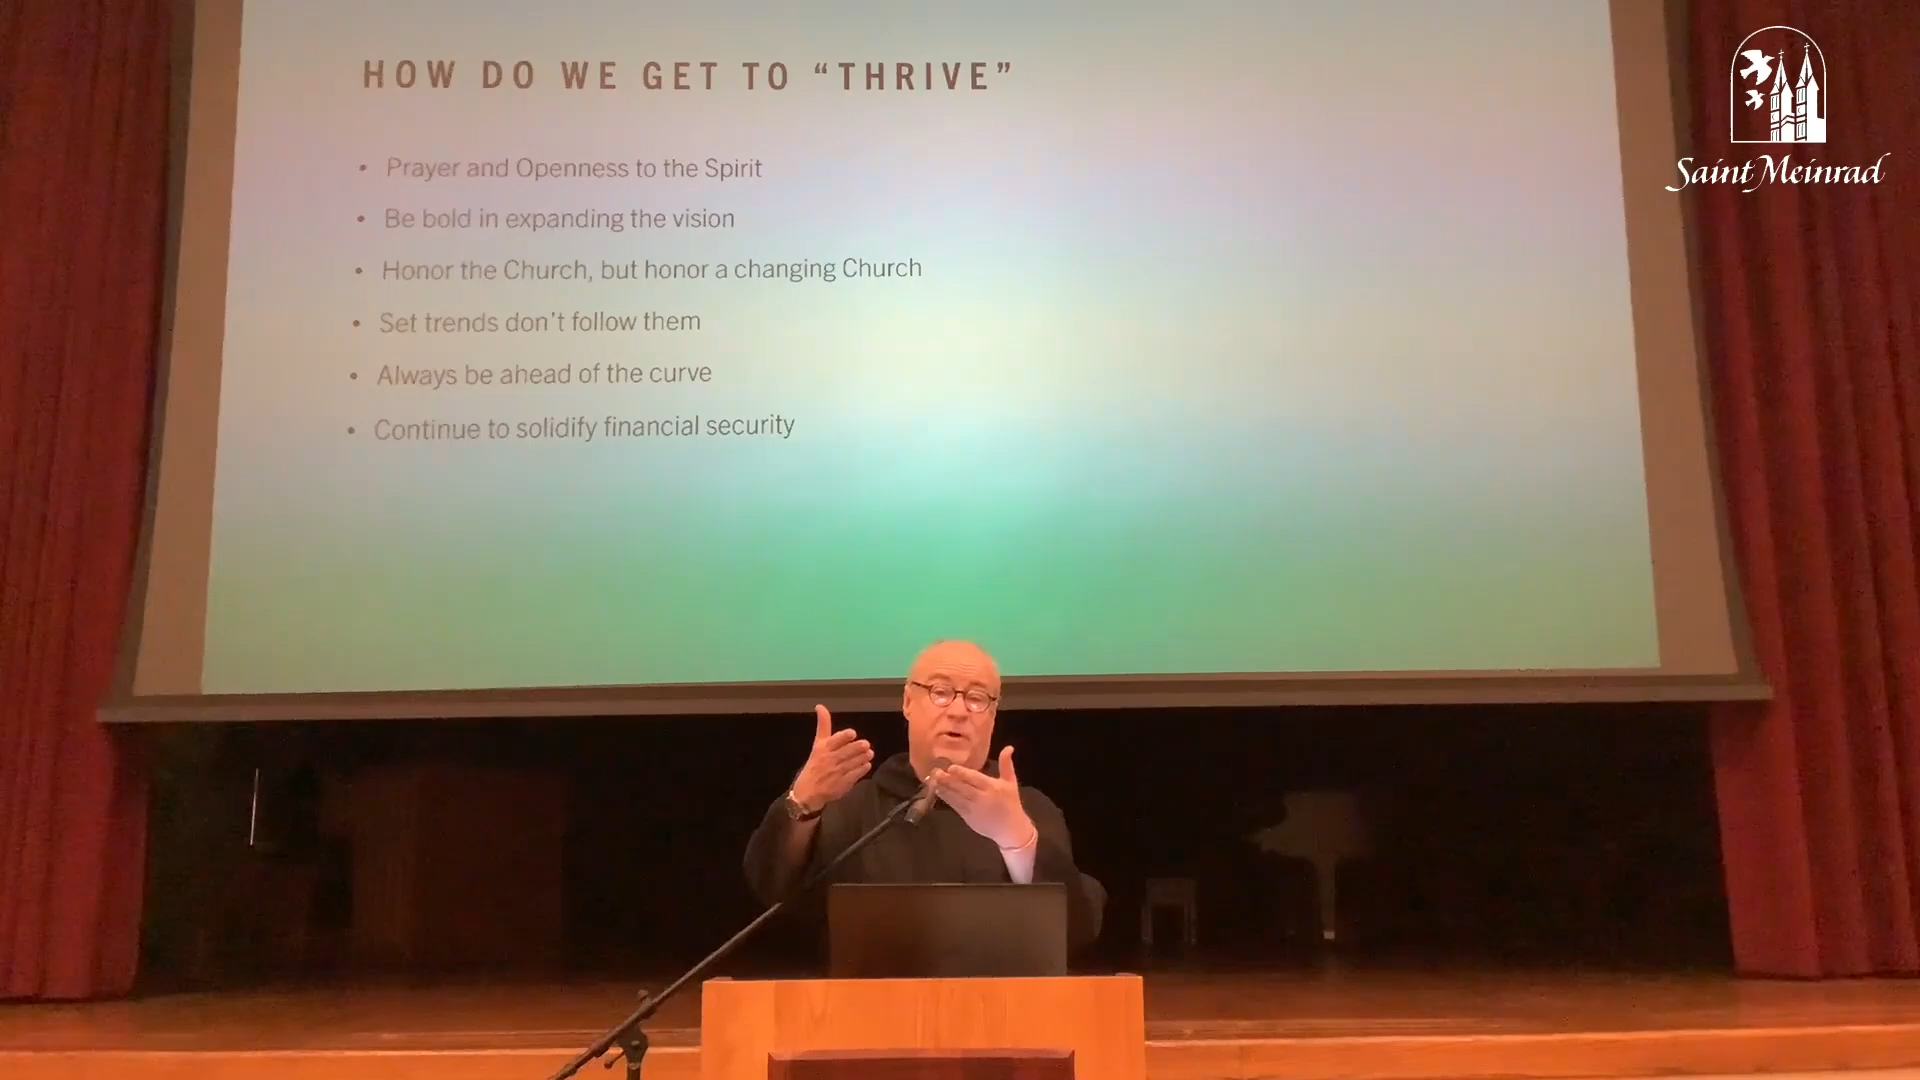 HOW DO WE GET TO “THRIVE”
• Prayer and Openness to the Spirit
• Be bold in expanding the vision
• Honor the Church, but honor a changing Church
• Set trends don't follow them
• Always be ahead of the curve
• Continue to solidify financial security
Saint Meinrad